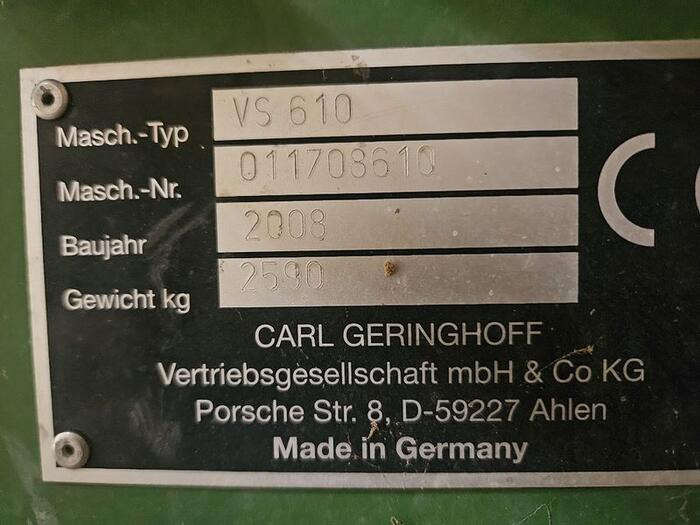 Masch.-Typ VS 610
Masch.-Nr. 011708610
Baujahr 2008
Gewicht kg 2590
CE
CARL GERINGHOFF
Vertriebsgesellschaft mbH & Co KG
Porsche Str. 8, D-59227 Ahlen
Made in Germany